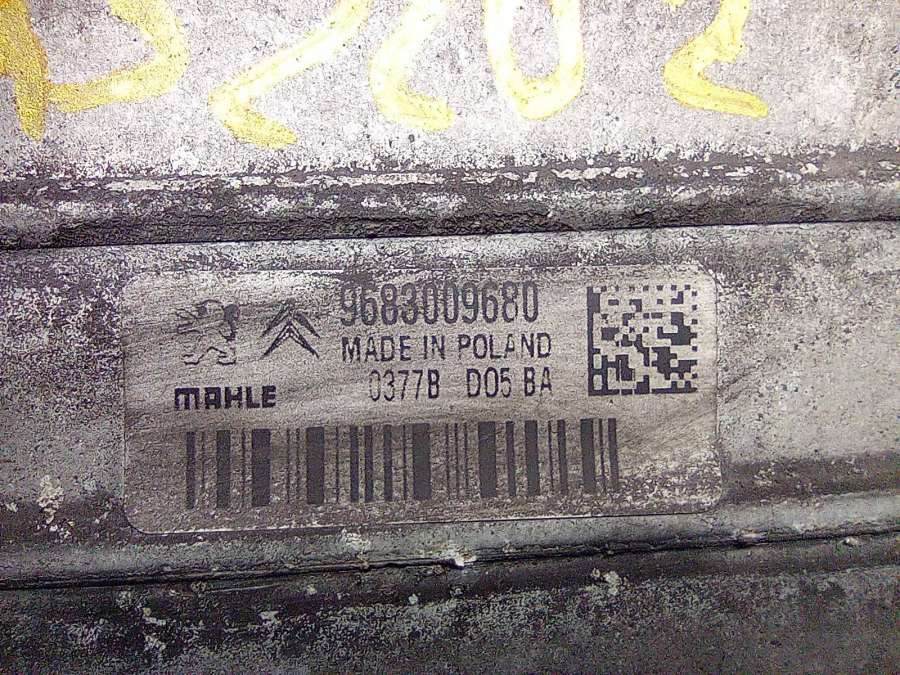 9683009680
MADE IN POLAND
MAHLE
0377B D05 BA